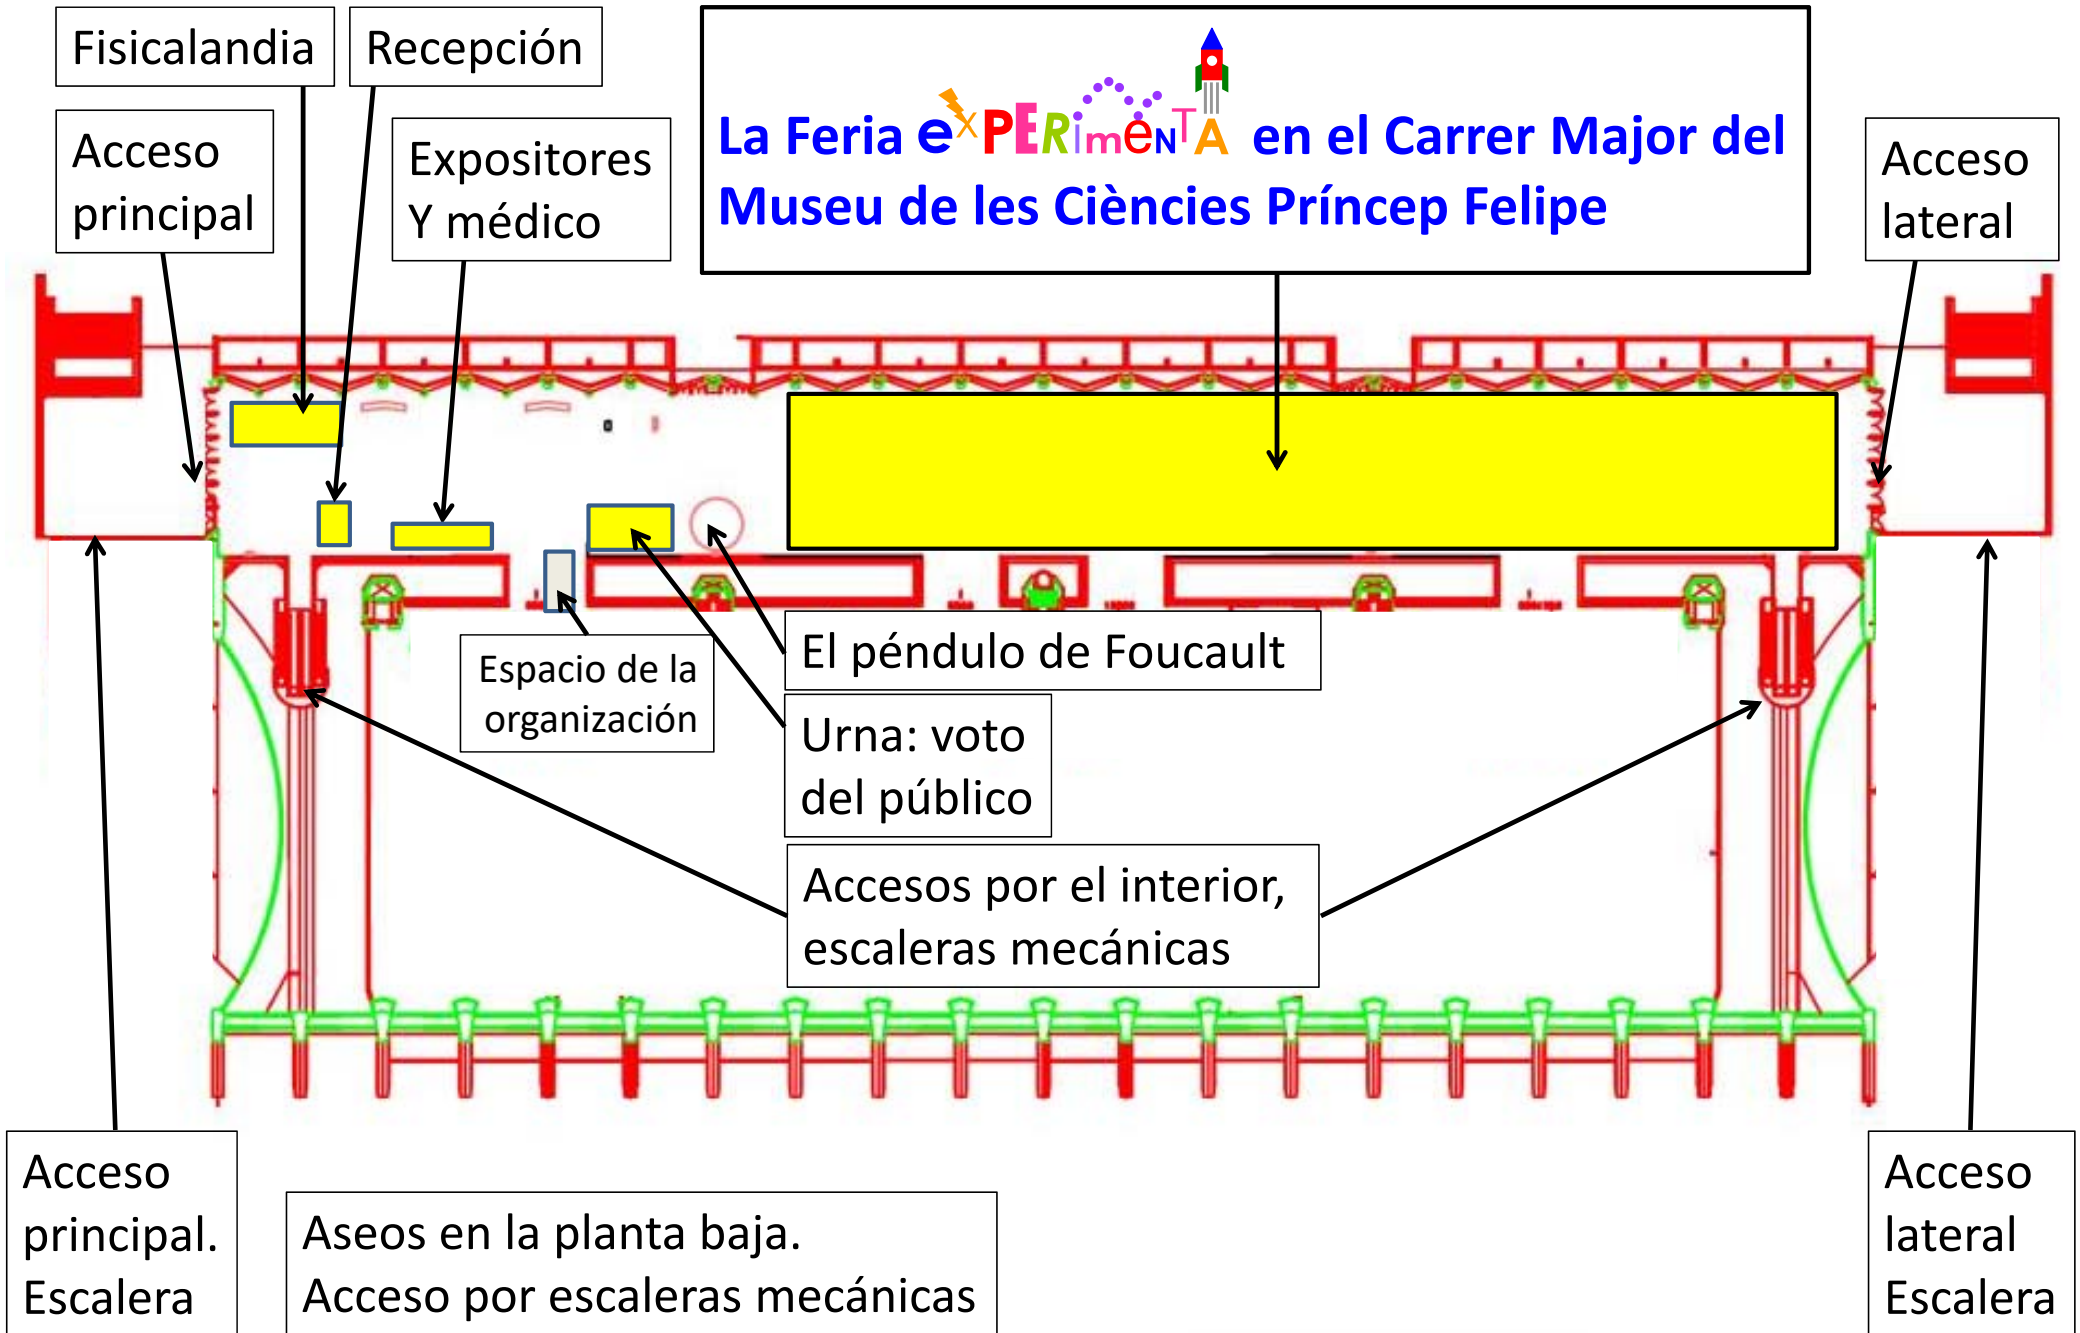 Fisicalandia
Recepción
Acceso
principal
Expositores
Y médico
La Feria eXPERimeNTA en el Carrer Major del
Museu de les Ciències Príncep Felipe
Acceso
lateral
El péndulo de Foucault
Espacio de la
organización
Urna: voto
del público
Accesos por el interior,
escaleras mecánicas
Acceso
principal.
Escalera
Aseos en la planta baja.
Acceso por escaleras mecánicas
Acceso
lateral
Escalera